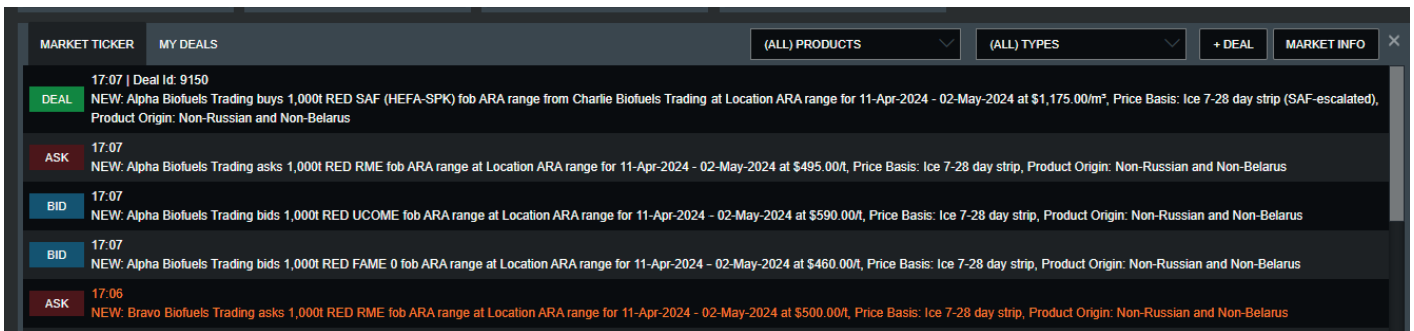 MARKET TICKER MY DEALS (ALL) PRODUCTS (ALL) TYPES + DEAL MARKET INFO ×
17:07 | Deal Id: 9150
DEAL NEW: Alpha Biofuels Trading buys 1,000t RED SAF (HEFA-SPK) fob ARA range from Charlie Biofuels Trading at Location ARA range for 11-Apr-2024 - 02-May-2024 at $1,175.00/m³, Price Basis: Ice 7-28 day strip (SAF-escalated),
Product Origin: Non-Russian and Non-Belarus
17:07
ASK NEW: Alpha Biofuels Trading asks 1,000t RED RME fob ARA range at Location ARA range for 11-Apr-2024 - 02-May-2024 at $495.00/t, Price Basis: Ice 7-28 day strip, Product Origin: Non-Russian and Non-Belarus
17:07
BID NEW: Alpha Biofuels Trading bids 1,000t RED UCOME fob ARA range at Location ARA range for 11-Apr-2024 - 02-May-2024 at $590.00/t, Price Basis: Ice 7-28 day strip, Product Origin: Non-Russian and Non-Belarus
17:07
BID NEW: Alpha Biofuels Trading bids 1,000t RED FAME 0 fob ARA range at Location ARA range for 11-Apr-2024 - 02-May-2024 at $460.00/t, Price Basis: Ice 7-28 day strip, Product Origin: Non-Russian and Non-Belarus
17:06
ASK NEW: Bravo Biofuels Trading asks 1,000t RED RME fob ARA range at Location ARA range for 11-Apr-2024 - 02-May-2024 at $500.00/t, Price Basis: Ice 7-28 day strip, Product Origin: Non-Russian and Non-Belarus